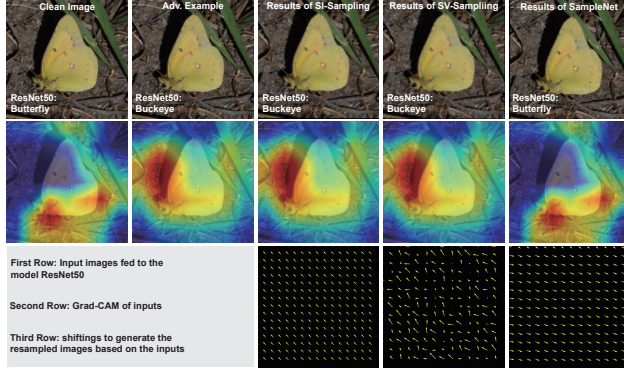 Clean Image
Adv. Example
Results of SI-Sampling
Results of SV-Sampliing
Results of SampleNet
ResNet50:
Butterfly
ResNet50:
Buckeye
ResNet50:
Buckeye
ResNet50:
Buckeye
ResNet50:
Butterfly
First Row: Input images fed to the
model ResNet50
Second Row: Grad-CAM of inputs
Third Row: shiftings to generate the
resampled images based on the inputs